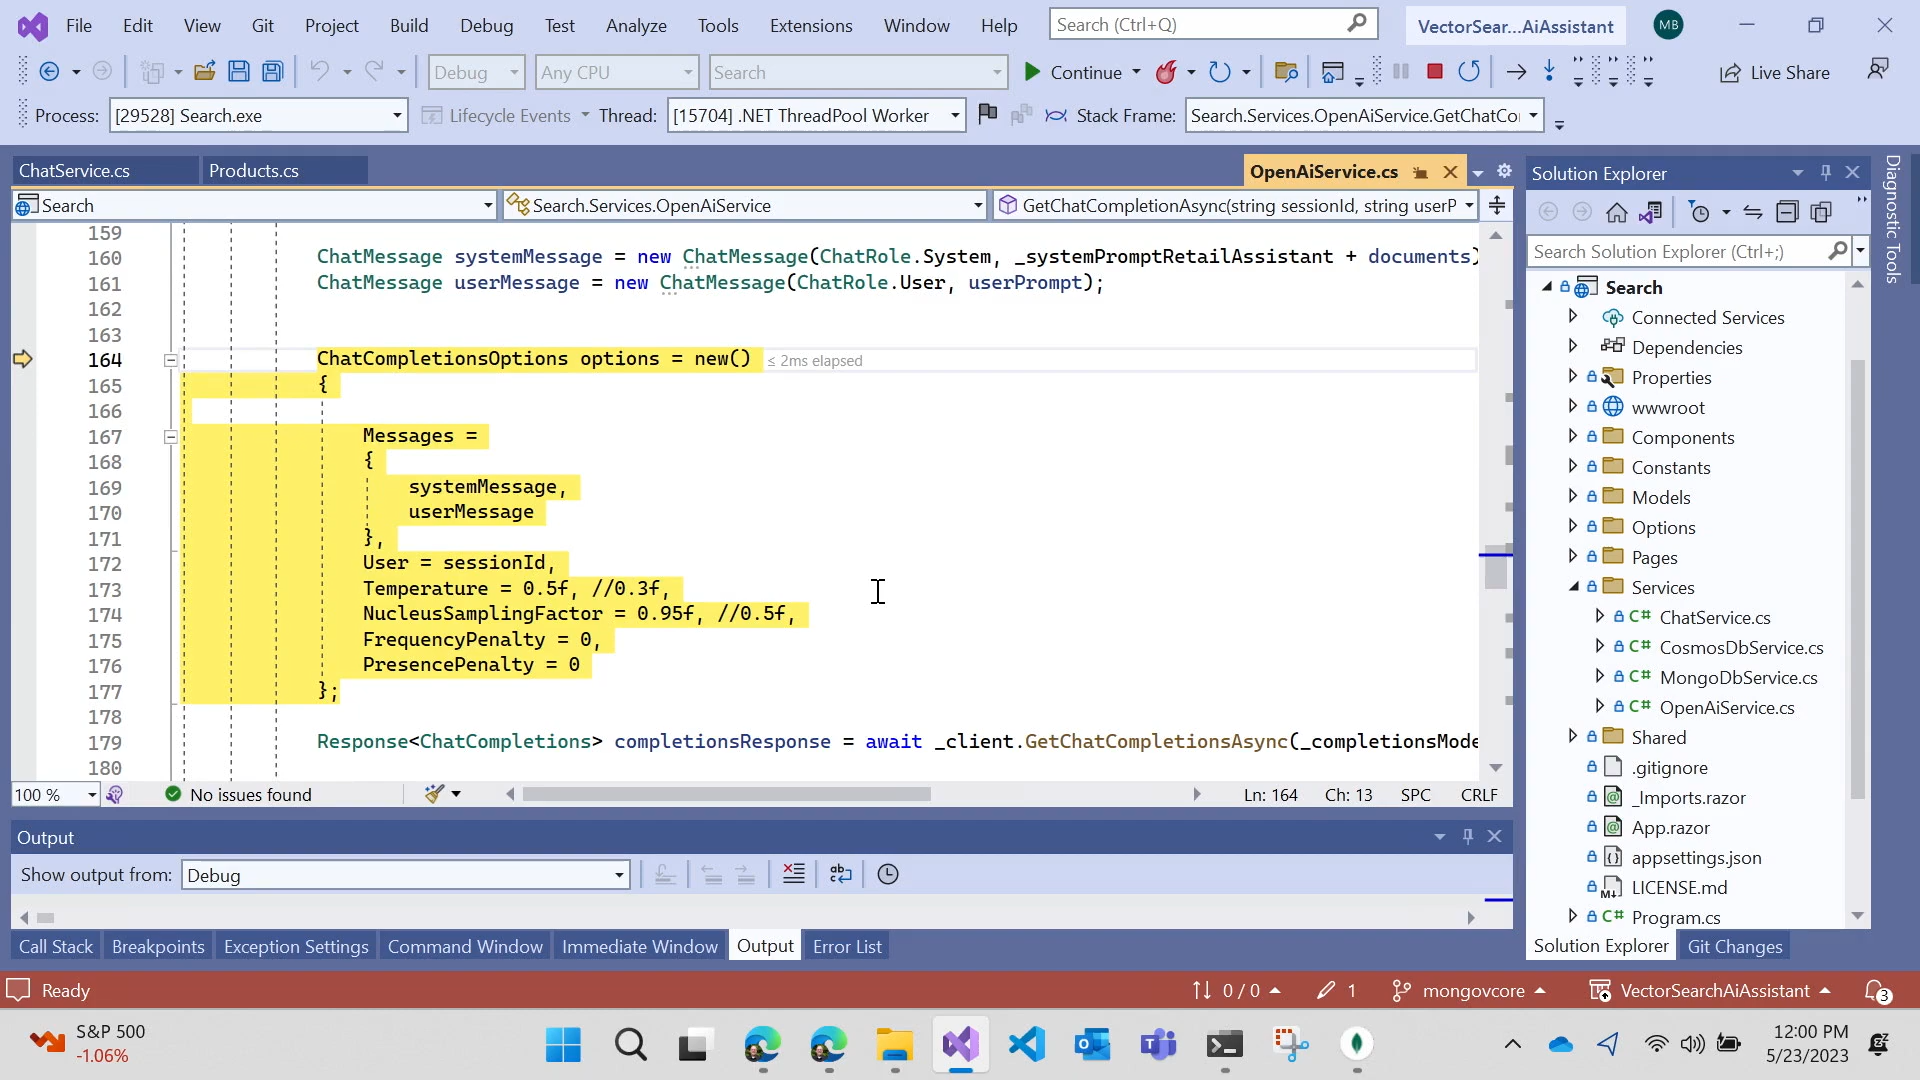 File Edit View Git Project Build Debug Test Analyze Tools Extensions Window Help Search (Ctrl+Q) VectorSear...AiAssistant MB
Debug Any CPU Search Continue Live Share
Process: [29528] Search.exe Lifecycle Events Thread: [15704] .NET ThreadPool Worker Stack Frame: Search.Services.OpenAiService.GetChatCo
ChatService.cs Products.cs OpenAiService.cs
Search Search.Services.OpenAiService GetChatCompletionAsync(string sessionId, string userP
159
160 ChatMessage systemMessage = new ChatMessage(ChatRole.System, _systemPromptRetailAssistant + documents)
161 ChatMessage userMessage = new ChatMessage(ChatRole.User, userPrompt);
162
163
164 ChatCompletionsOptions options = new() ≤ 2ms elapsed
165 {
166
167 Messages =
168 {
169 systemMessage,
170 userMessage
171 },
172 User = sessionId,
173 Temperature = 0.5f, //0.3f,
174 NucleusSamplingFactor = 0.95f, //0.5f,
175 FrequencyPenalty = 0,
176 PresencePenalty = 0
177 };
178
179 Response<ChatCompletions> completionsResponse = await _client.GetChatCompletionsAsync(_completionsMode
180
100 % No issues found Ln: 164 Ch: 13 SPC CRLF
Output
Show output from: Debug
Call Stack Breakpoints Exception Settings Command Window Immediate Window Output Error List
Solution Explorer
Search Solution Explorer (Ctrl+;)
Search
Connected Services
Dependencies
Properties
wwwroot
Components
Constants
Models
Options
Pages
Services
C# ChatService.cs
C# CosmosDbService.cs
C# MongoDbService.cs
C# OpenAiService.cs
Shared
.gitignore
_Imports.razor
App.razor
appsettings.json
LICENSE.md
C# Program.cs
Solution Explorer Git Changes
Diagnostic Tools
Ready 0 / 0 1 mongovcore VectorSearchAiAssistant 3
S&P 500
-1.06%
12:00 PM
5/23/2023